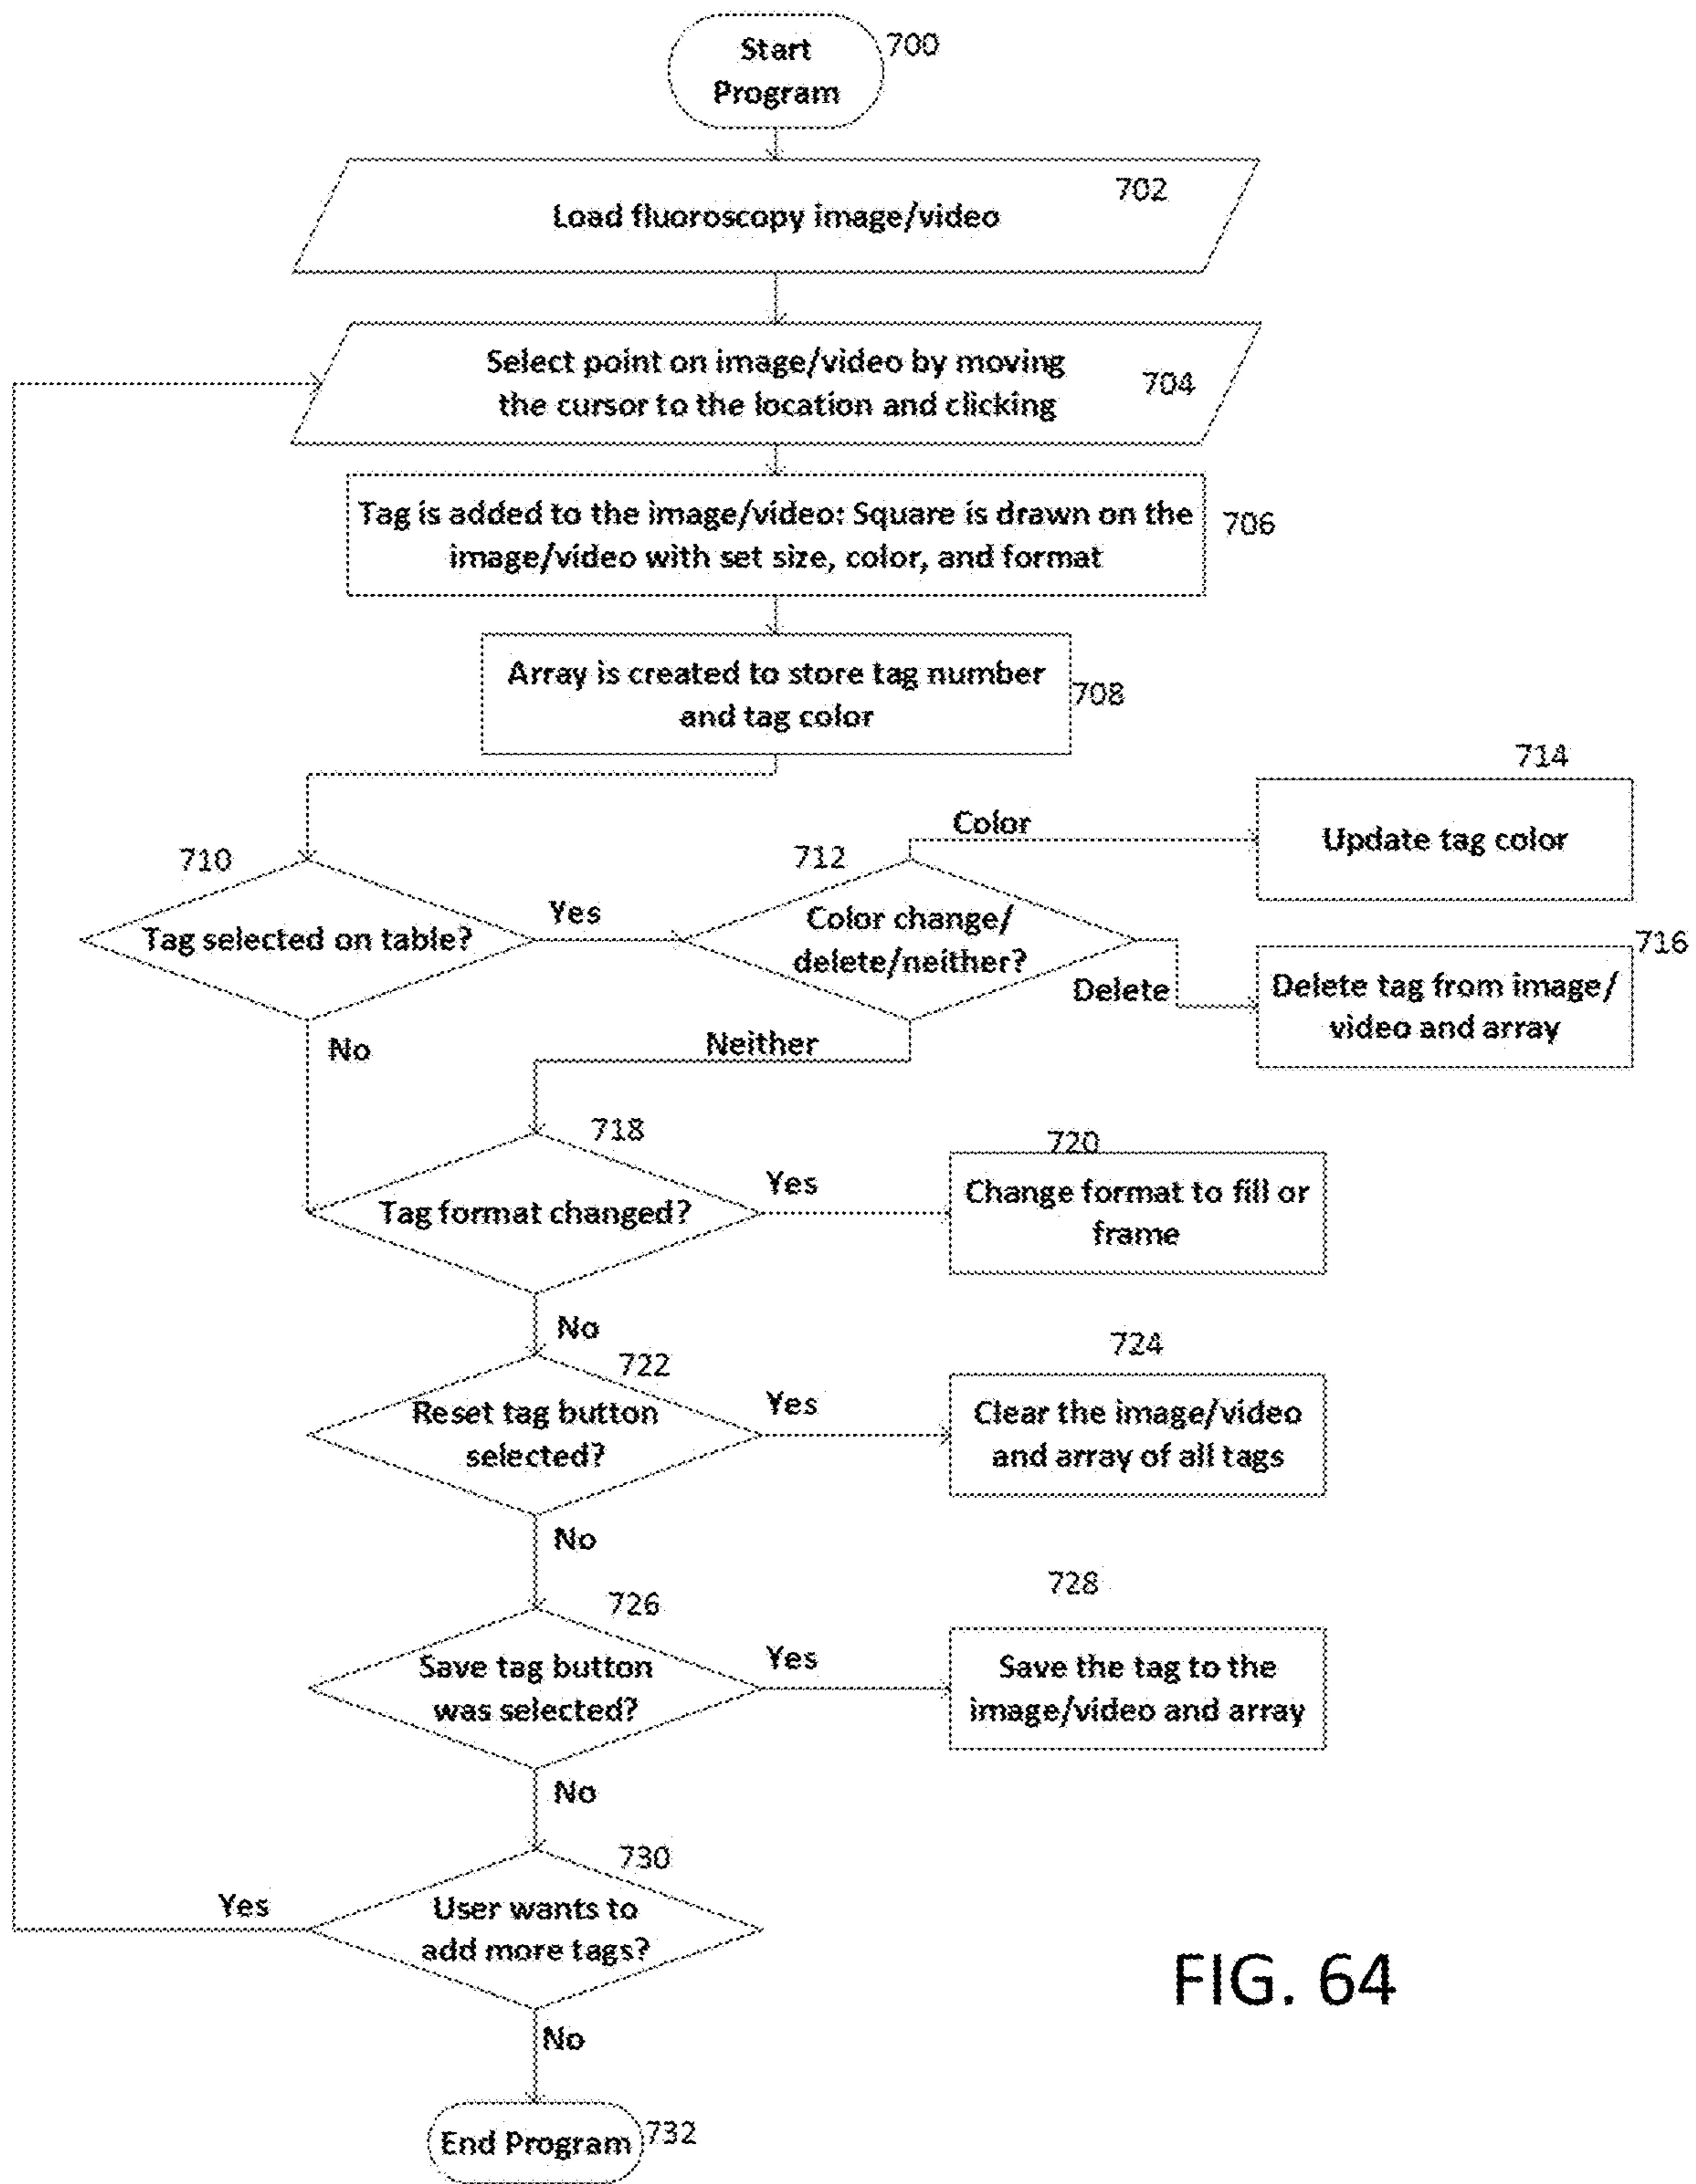 Start
Program
700
702
Load fluoroscopy image/video
Select point on image/video by moving
the cursor to the location and clicking
704
Tag is added to the image/video: Square is drawn on the
image/video with set size, color, and format
706
Array is created to store tag number
and tag color
708
710
Tag selected on table?
Yes
No
712
Color change/
delete/neither?
Color
714
Update tag color
Delete
716
Delete tag from image/
video and array
Neither
718
Tag format changed?
Yes
720
Change format to fill or
frame
No
722
Reset tag button
selected?
Yes
724
Clear the image/video
and array of all tags
No
726
Save tag button
was selected?
Yes
728
Save the tag to the
image/video and array
No
730
User wants to
add more tags?
Yes
No
End Program
732
FIG. 64